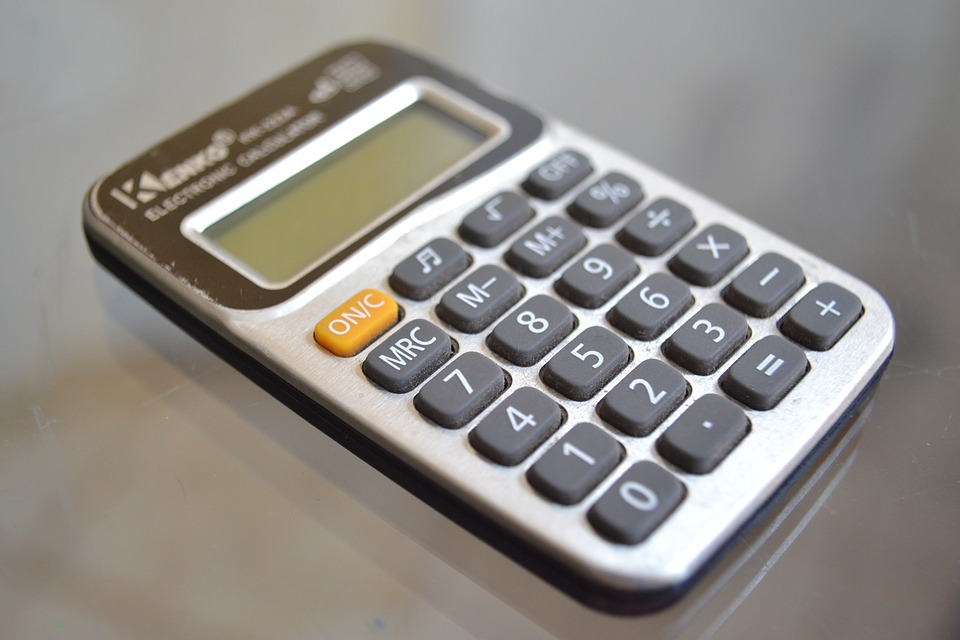 KENKO®
ELECTRONIC CALCULATOR
ON/C ♫ √ OFF
MRC M− M+ %
7 8 9 ÷
4 5 6 X
1 2 3 −
0 . = +